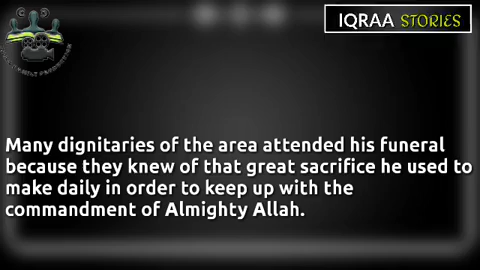 IQRAA STORIES
Many dignitaries of the area attended his funeral
because they knew of that great sacrifice he used to
make daily in order to keep up with the
commandment of Almighty Allah.